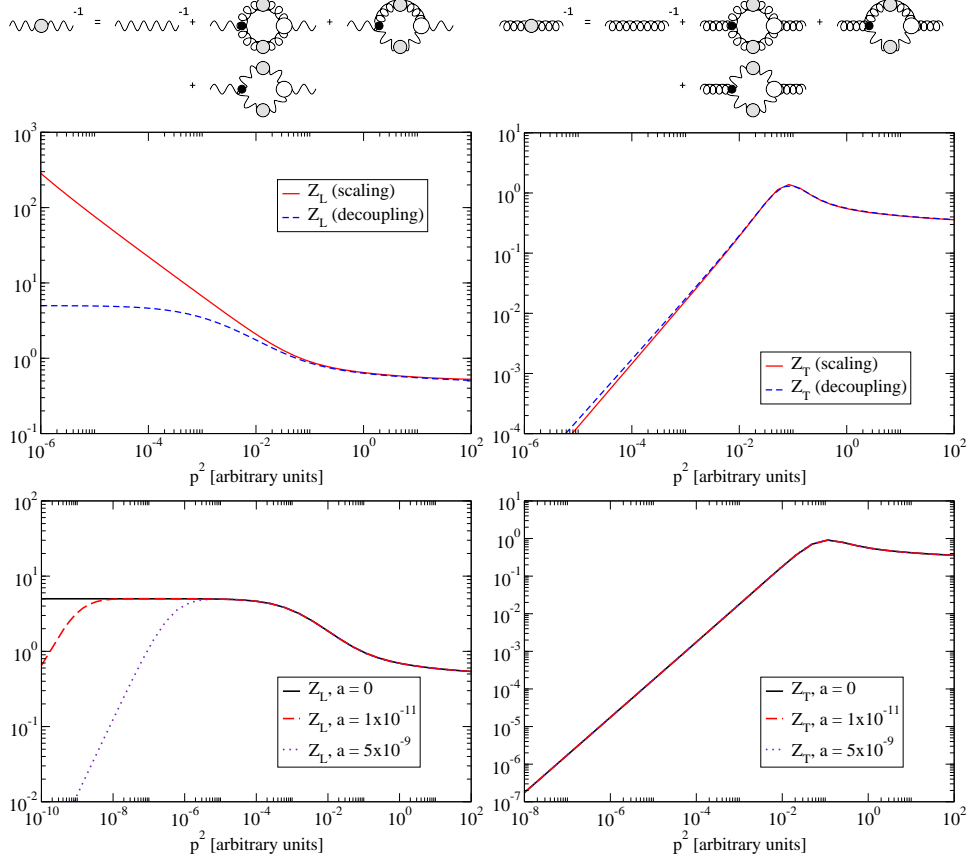 -1 = -1 + + -1 = -1 + +
+ +
10^3
10^2
10^1
10^0
10^-1
Z_L (scaling)
Z_L (decoupling)
10^-6 10^-4 10^-2 10^0 10^2
p^2 [arbitrary units]
10^1
10^0
10^-1
10^-2
10^-3
10^-4
Z_T (scaling)
Z_T (decoupling)
10^-6 10^-4 10^-2 10^0 10^2
p^2 [arbitrary units]
10^2
10^1
10^0
10^-1
10^-2
Z_L, a = 0
Z_L, a = 1x10^-11
Z_L, a = 5x10^-9
10^-10 10^-8 10^-6 10^-4 10^-2 10^0 10^2
p^2 [arbitrary units]
10^1
10^0
10^-1
10^-2
10^-3
10^-4
10^-5
10^-6
10^-7
Z_T, a = 0
Z_T, a = 1x10^-11
Z_T, a = 5x10^-9
10^-8 10^-6 10^-4 10^-2 10^0 10^2
p^2 [arbitrary units]